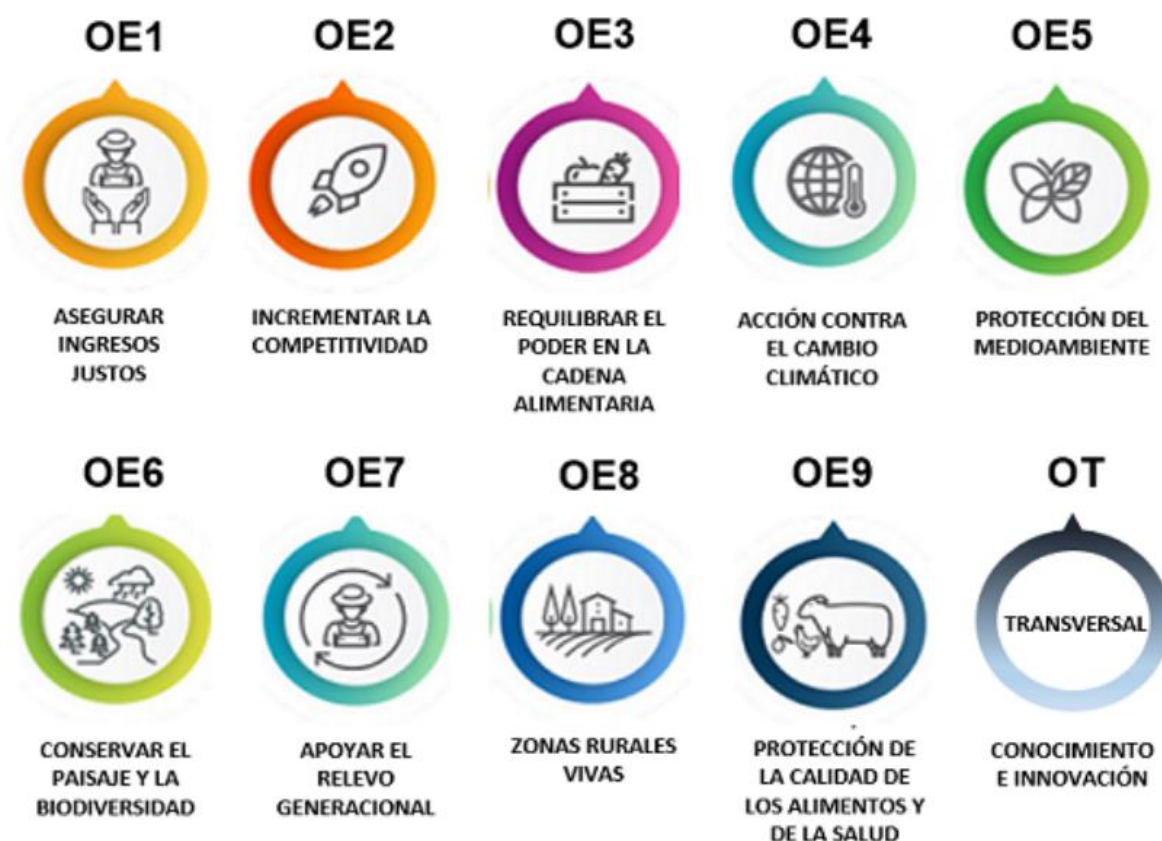 OE1
OE2
OE3
OE4
OE5
ASEGURAR
INGRESOS
JUSTOS
INCREMENTAR LA
COMPETITIVIDAD
REQUILIBRAR EL
PODER EN LA
CADENA
ALIMENTARIA
ACCIÓN CONTRA
EL CAMBIO
CLIMÁTICO
PROTECCIÓN DEL
MEDIOAMBIENTE
OE6
OE7
OE8
OE9
OT
TRANSVERSAL
CONSERVAR EL
PAISAJE Y LA
BIODIVERSIDAD
APOYAR EL
RELEVO
GENERACIONAL
ZONAS RURALES
VIVAS
PROTECCIÓN DE
LA CALIDAD DE
LOS ALIMENTOS Y
DE LA SALUD
CONOCIMIENTO
E INNOVACIÓN